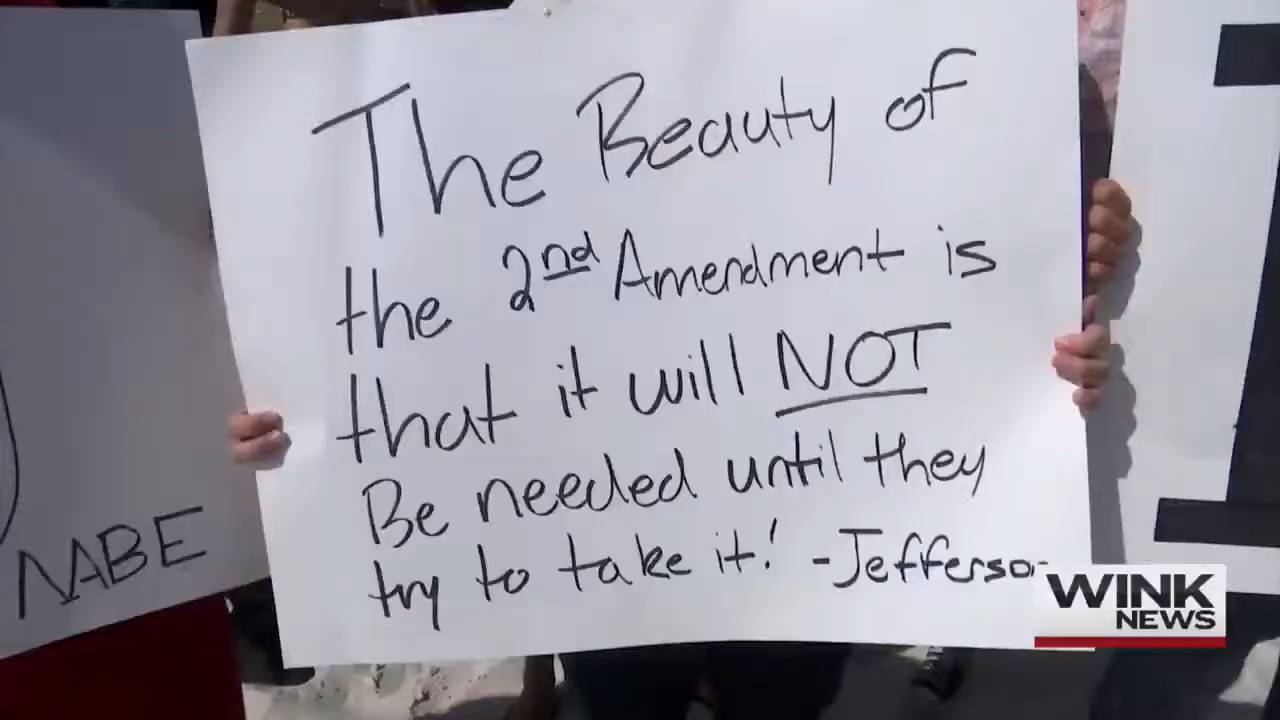 The Beauty of
the 2nd Amendment is
that it will NOT
Be needed until they
try to take it! -Jefferson
NABE
WINK
NEWS